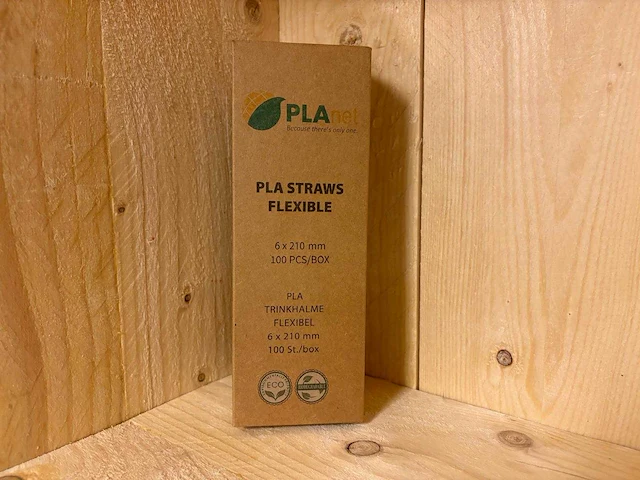 PLAnet
Because there's only one
PLA STRAWS
FLEXIBLE
6 x 210 mm
100 PCS/BOX
PLA
TRINKHALME
FLEXIBEL
6 x 210 mm
100 St./box
ECO